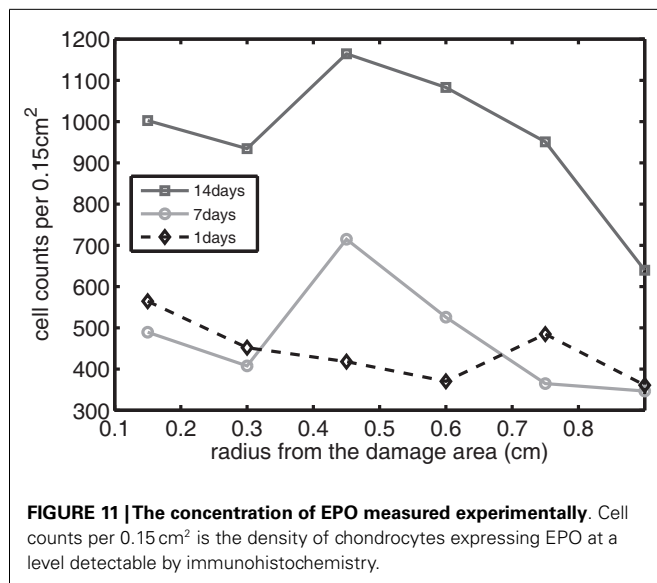 1200
1100
1000
900
800
700
600
500
400
300
cell counts per 0.15cm²
14days
7days
1days
0.1 0.2 0.3 0.4 0.5 0.6 0.7 0.8
radius from the damage area (cm)
FIGURE 11 | The concentration of EPO measured experimentally. Cell
counts per 0.15 cm² is the density of chondrocytes expressing EPO at a
level detectable by immunohistochemistry.